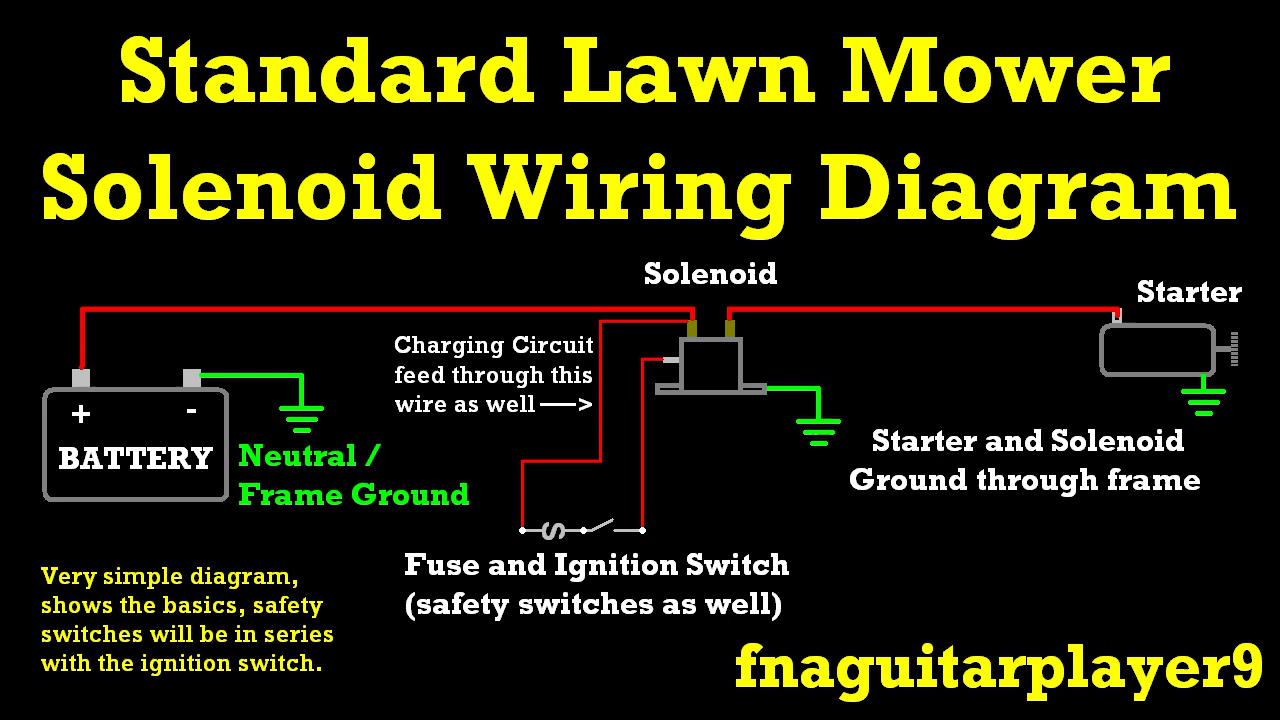 Standard Lawn Mower
Solenoid Wiring Diagram
Solenoid
Starter
Charging Circuit
feed through this
wire as well —>
+ -
BATTERY
Neutral /
Frame Ground
Starter and Solenoid
Ground through frame
Fuse and Ignition Switch
(safety switches as well)
Very simple diagram,
shows the basics, safety
switches will be in series
with the ignition switch.
fnaguitarplayer9